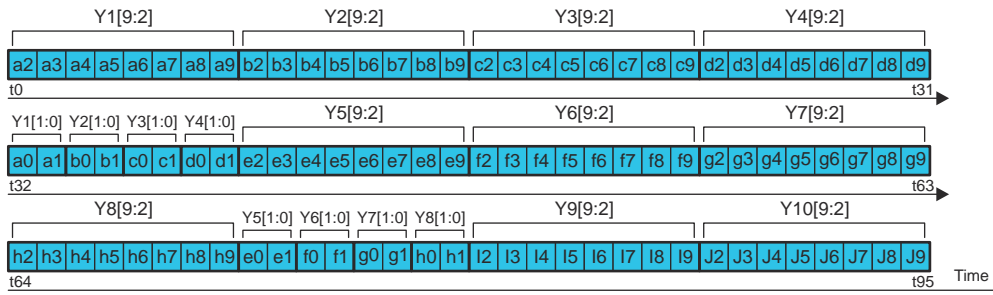 Y1[9:2] Y2[9:2] Y3[9:2] Y4[9:2]
a2 a3 a4 a5 a6 a7 a8 a9 b2 b3 b4 b5 b6 b7 b8 b9 c2 c3 c4 c5 c6 c7 c8 c9 d2 d3 d4 d5 d6 d7 d8 d9
t0 t31
Y1[1:0] Y2[1:0] Y3[1:0] Y4[1:0] Y5[9:2] Y6[9:2] Y7[9:2]
a0 a1 b0 b1 c0 c1 d0 d1 e2 e3 e4 e5 e6 e7 e8 e9 f2 f3 f4 f5 f6 f7 f8 f9 g2 g3 g4 g5 g6 g7 g8 g9
t32 t63
Y8[9:2] Y5[1:0] Y6[1:0] Y7[1:0] Y8[1:0] Y9[9:2] Y10[9:2]
h2 h3 h4 h5 h6 h7 h8 h9 e0 e1 f0 f1 g0 g1 h0 h1 I2 I3 I4 I5 I6 I7 I8 I9 J2 J3 J4 J5 J6 J7 J8 J9
t64 t95 Time